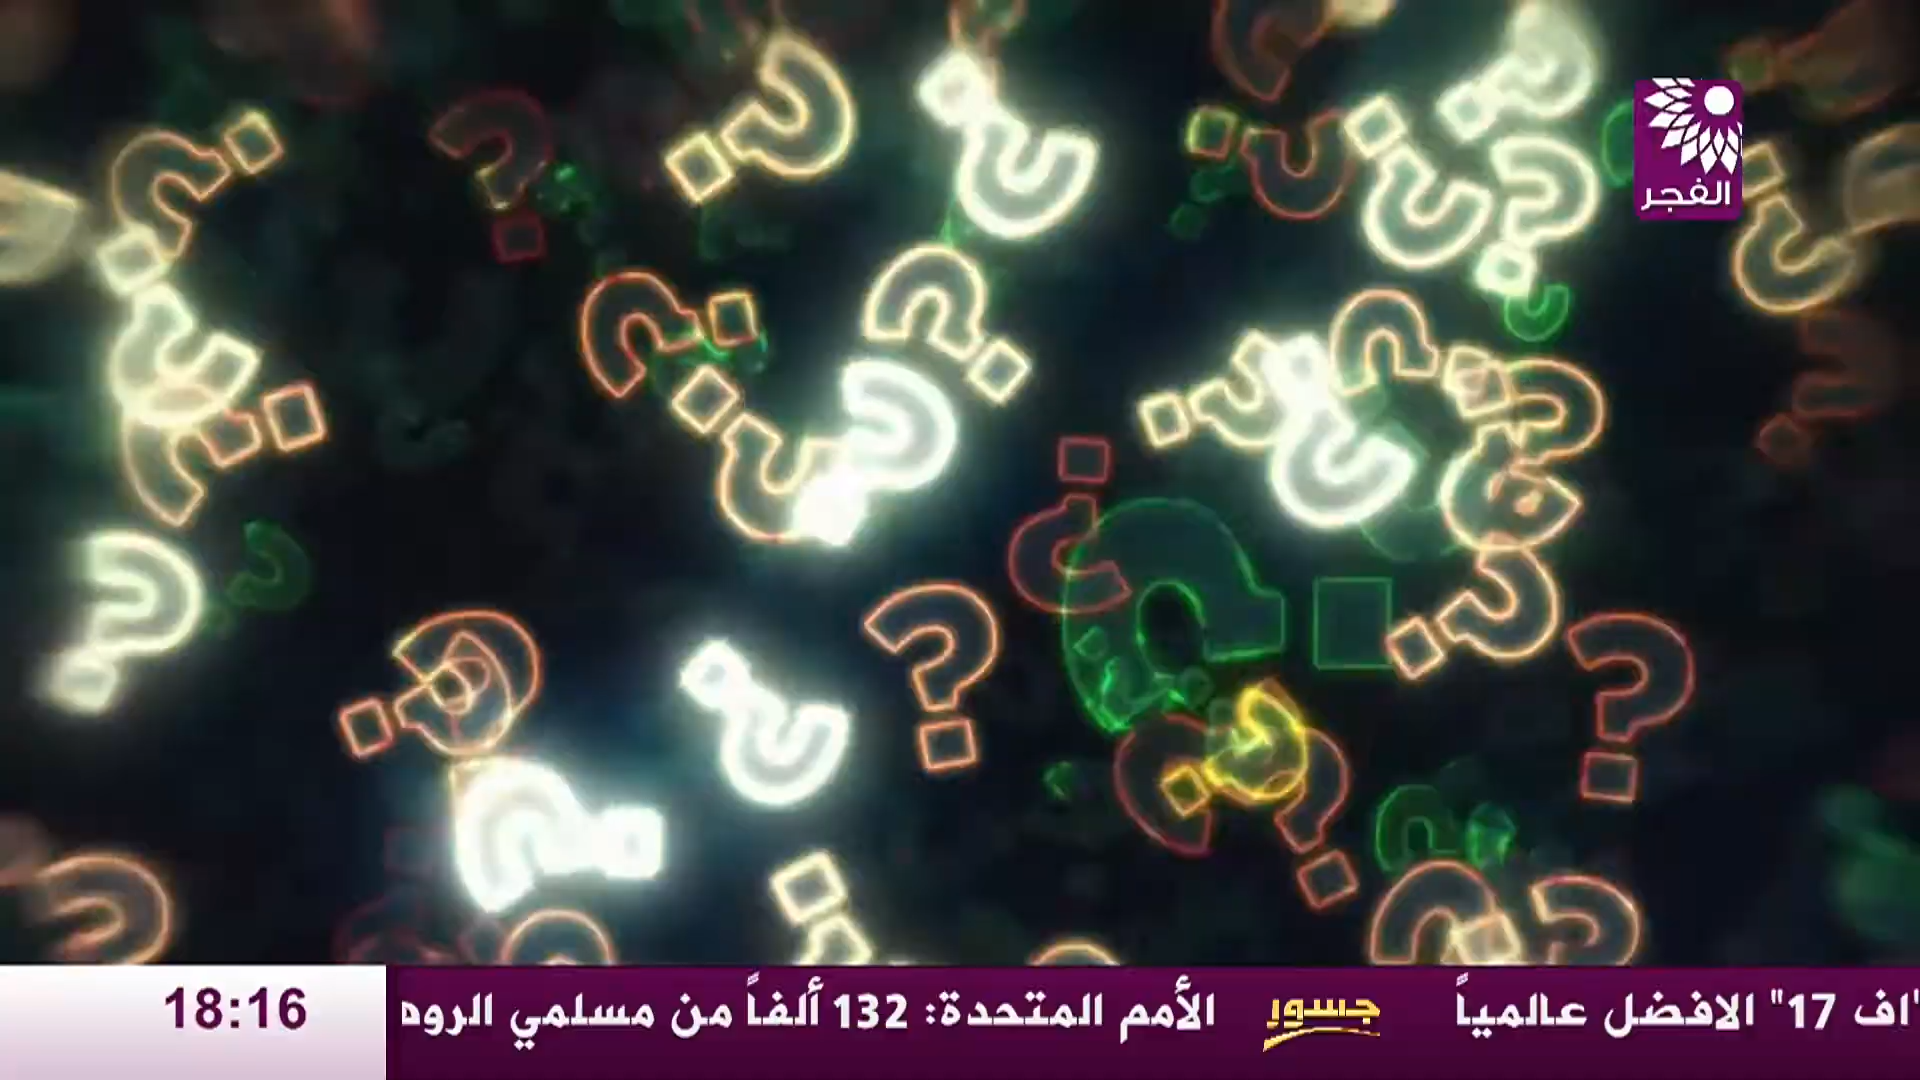 الفجر
اف 17" الافضل عالمياً جسور الأمم المتحدة: 132 ألفاً من مسلمي الروه
18:16